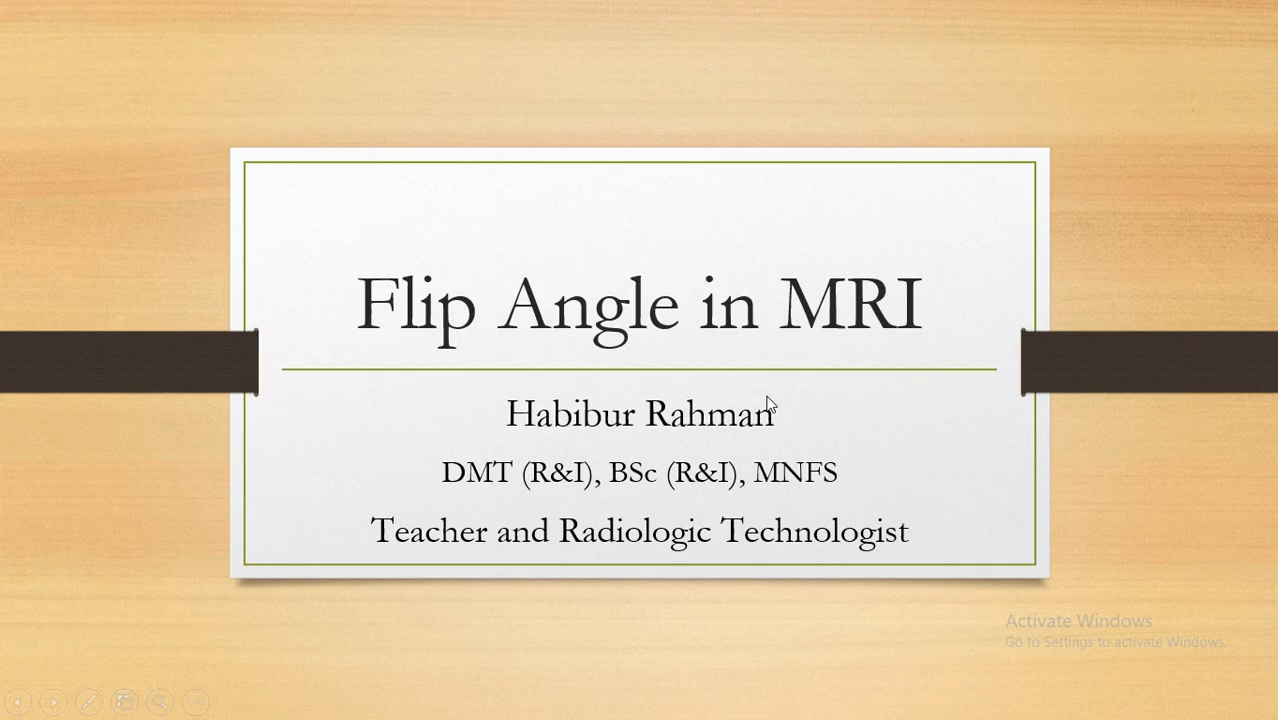 Flip Angle in MRI
Habibur Rahman
DMT (R&I), BSc (R&I), MNFS
Teacher and Radiologic Technologist
Activate Windows
Go to Settings to activate Windows.